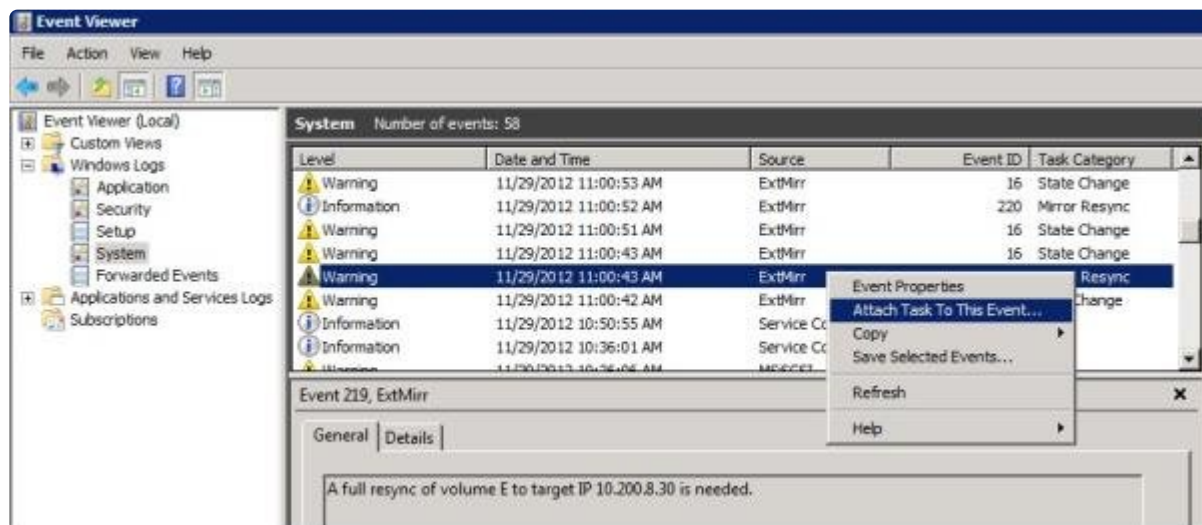 Event Viewer
File Action View Help
Event Viewer (Local)
Custom Views
Windows Logs
Application
Security
Setup
System
Forwarded Events
Applications and Services Logs
Subscriptions
System Number of events: 58
Level Date and Time Source Event ID Task Category
Warning 11/29/2012 11:00:53 AM ExtMirr 16 State Change
Information 11/29/2012 11:00:52 AM ExtMirr 220 Mirror Resync
Warning 11/29/2012 11:00:51 AM ExtMirr 16 State Change
Warning 11/29/2012 11:00:43 AM ExtMirr 16 State Change
Warning 11/29/2012 11:00:43 AM ExtMirr Resync
Warning 11/29/2012 11:00:42 AM ExtMirr Change
Information 11/29/2012 10:50:55 AM Service Co
Information 11/29/2012 10:36:01 AM Service Co
Event Properties
Attach Task To This Event...
Copy
Save Selected Events...
Refresh
Help
Event 219, ExtMirr
General Details
A full resync of volume E to target IP 10.200.8.30 is needed.